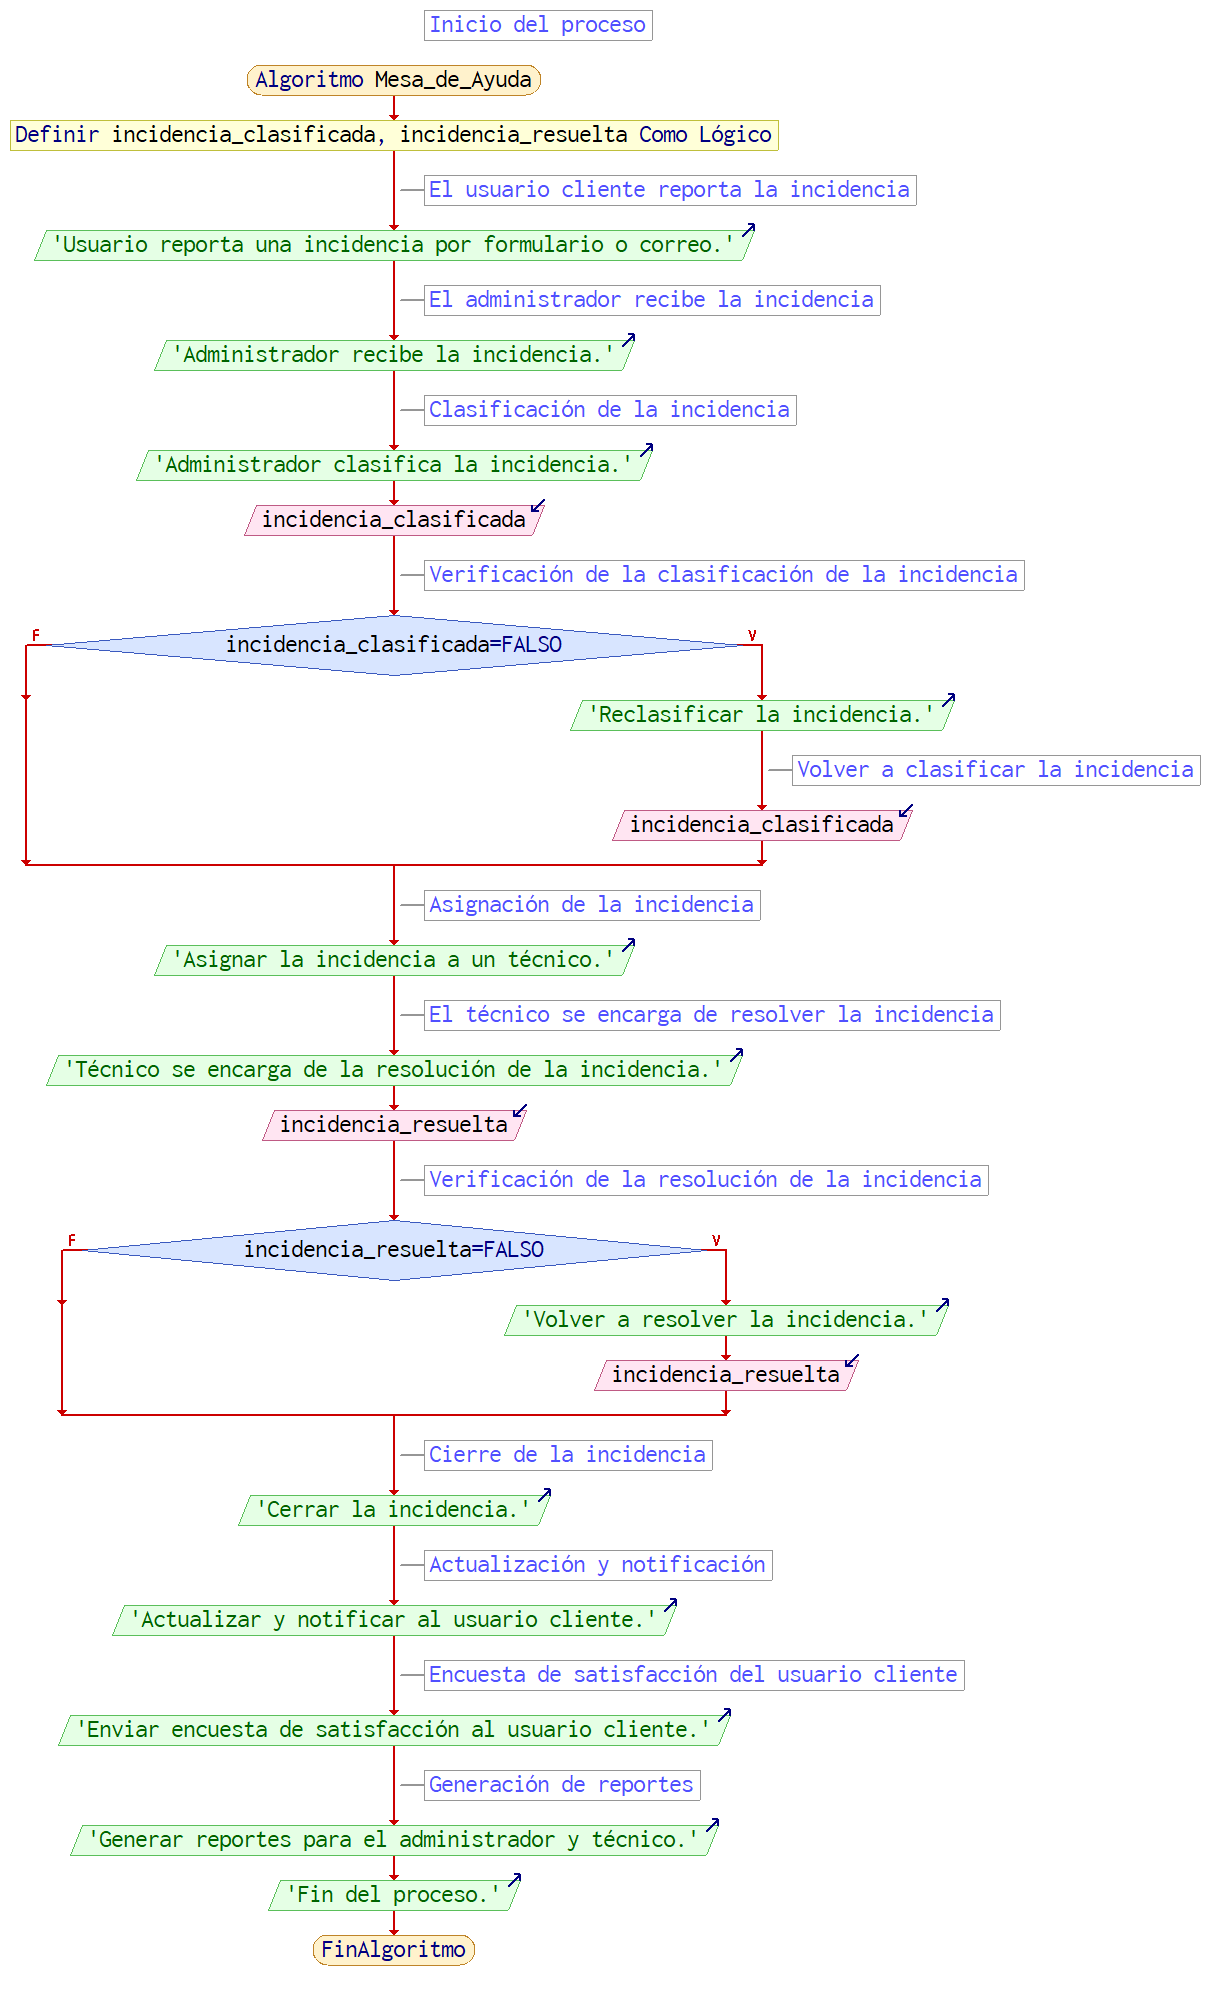 Inicio del proceso
Algoritmo Mesa_de_Ayuda
Definir incidencia_clasificada, incidencia_resuelta Como Lógico
El usuario cliente reporta la incidencia
'Usuario reporta una incidencia por formulario o correo.'
El administrador recibe la incidencia
'Administrador recibe la incidencia.'
Clasificación de la incidencia
'Administrador clasifica la incidencia.'
incidencia_clasificada
Verificación de la clasificación de la incidencia
F
V
incidencia_clasificada=FALSO
'Reclasificar la incidencia.'
Volver a clasificar la incidencia
incidencia_clasificada
Asignación de la incidencia
'Asignar la incidencia a un técnico.'
El técnico se encarga de resolver la incidencia
'Técnico se encarga de la resolución de la incidencia.'
incidencia_resuelta
Verificación de la resolución de la incidencia
F
V
incidencia_resuelta=FALSO
'Volver a resolver la incidencia.'
incidencia_resuelta
Cierre de la incidencia
'Cerrar la incidencia.'
Actualización y notificación
'Actualizar y notificar al usuario cliente.'
Encuesta de satisfacción del usuario cliente
'Enviar encuesta de satisfacción al usuario cliente.'
Generación de reportes
'Generar reportes para el administrador y técnico.'
'Fin del proceso.'
FinAlgoritmo